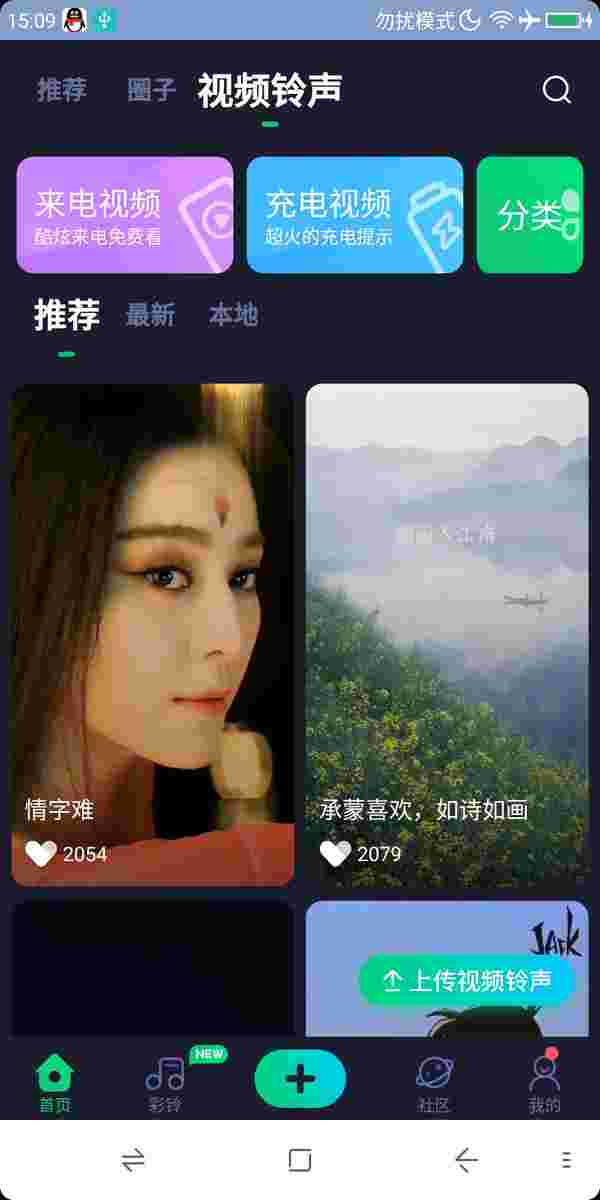 15:09
勿扰模式
推荐
圈子
视频铃声
来电视频
酷炫来电免费看
充电视频
超火的充电提示
分类
推荐
最新
本地
情字难
2054
承蒙喜欢，如诗如画
2079
JArk
上传视频铃声
NEW
首页
彩铃
社区
我的